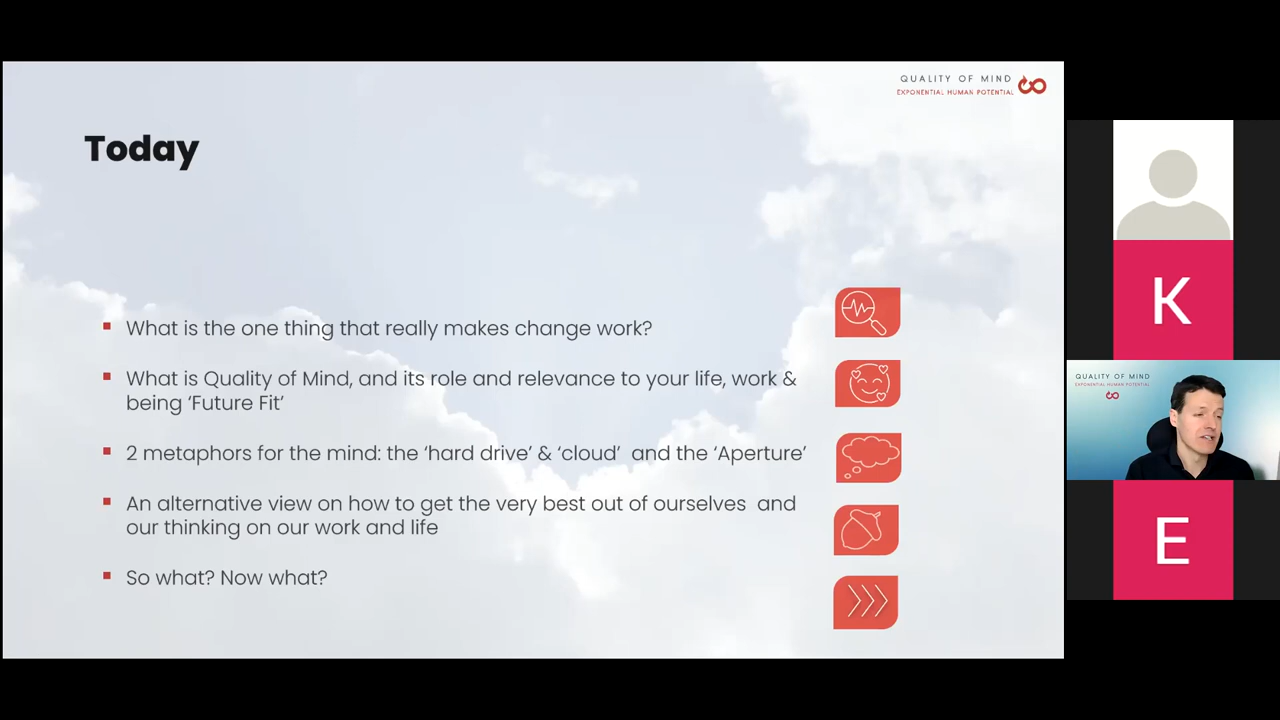 QUALITY OF MIND
EXPONENTIAL HUMAN POTENTIAL
Today
What is the one thing that really makes change work?
What is Quality of Mind, and its role and relevance to your life, work &
being ‘Future Fit’
2 metaphors for the mind: the ‘hard drive’ & ‘cloud’ and the ‘Aperture’
An alternative view on how to get the very best out of ourselves and
our thinking on our work and life
So what? Now what?
K
QUALITY OF MIND
EXPONENTIAL HUMAN POTENTIAL
E